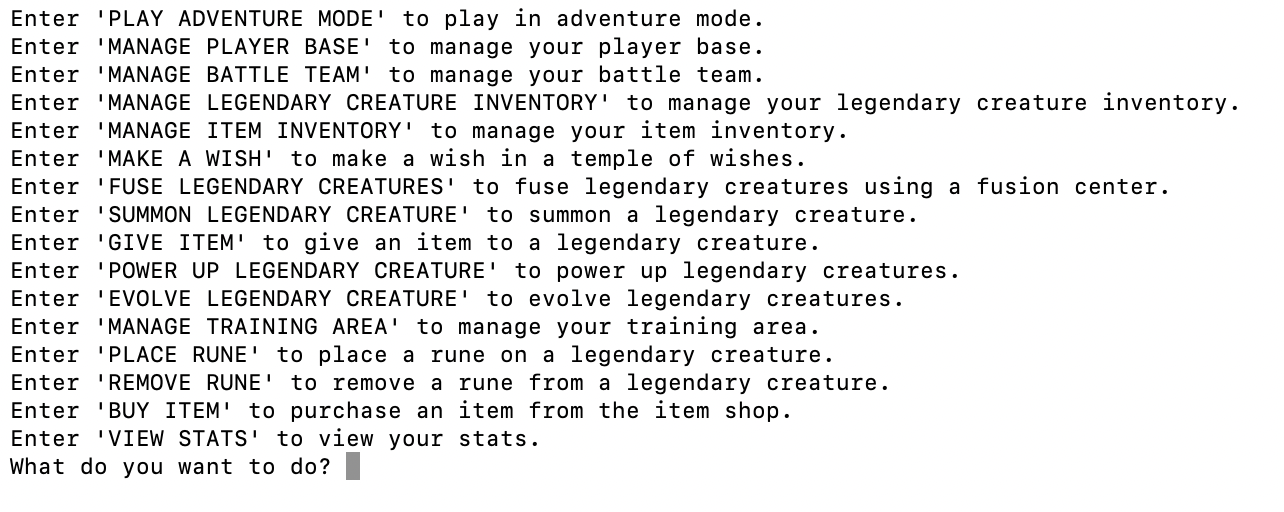 Enter 'PLAY ADVENTURE MODE' to play in adventure mode.
Enter 'MANAGE PLAYER BASE' to manage your player base.
Enter 'MANAGE BATTLE TEAM' to manage your battle team.
Enter 'MANAGE LEGENDARY CREATURE INVENTORY' to manage your legendary creature inventory.
Enter 'MANAGE ITEM INVENTORY' to manage your item inventory.
Enter 'MAKE A WISH' to make a wish in a temple of wishes.
Enter 'FUSE LEGENDARY CREATURES' to fuse legendary creatures using a fusion center.
Enter 'SUMMON LEGENDARY CREATURE' to summon a legendary creature.
Enter 'GIVE ITEM' to give an item to a legendary creature.
Enter 'POWER UP LEGENDARY CREATURE' to power up legendary creatures.
Enter 'EVOLVE LEGENDARY CREATURE' to evolve legendary creatures.
Enter 'MANAGE TRAINING AREA' to manage your training area.
Enter 'PLACE RUNE' to place a rune on a legendary creature.
Enter 'REMOVE RUNE' to remove a rune from a legendary creature.
Enter 'BUY ITEM' to purchase an item from the item shop.
Enter 'VIEW STATS' to view your stats.
What do you want to do?